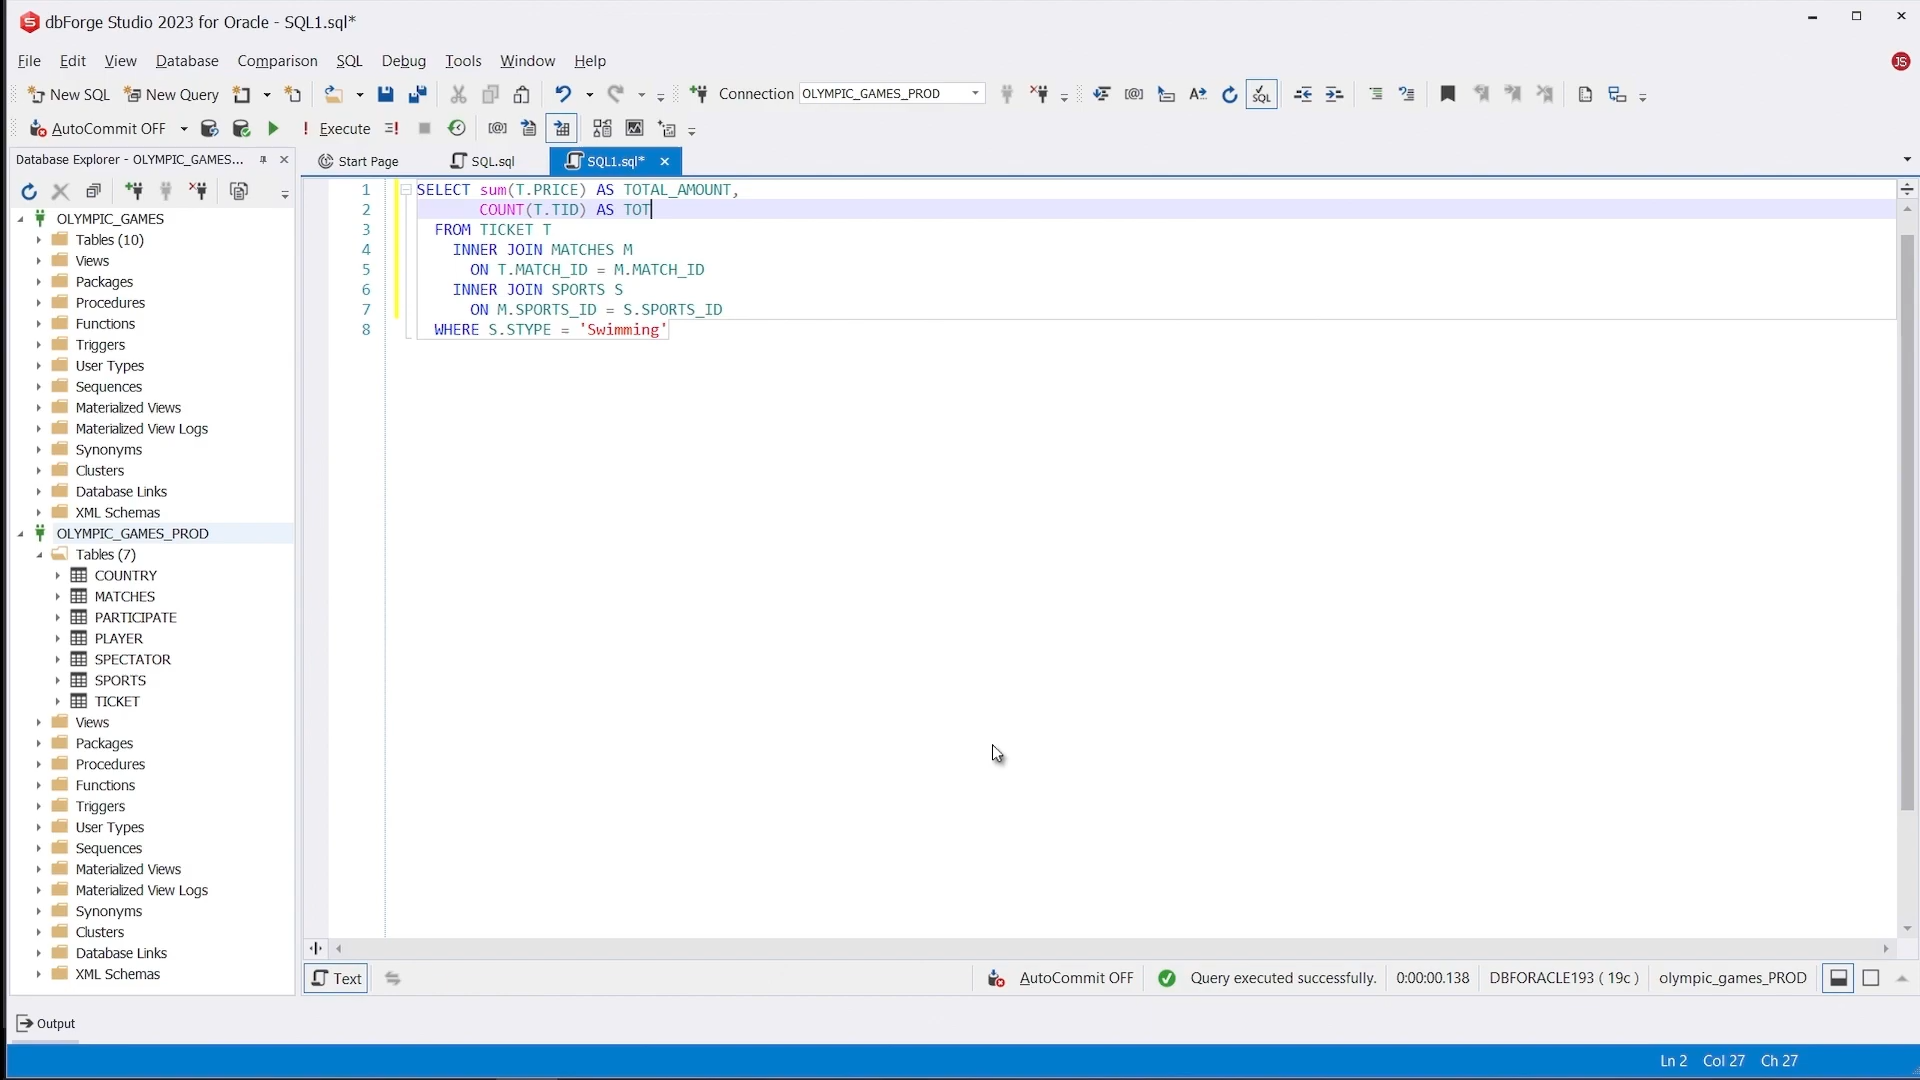 dbForge Studio 2023 for Oracle - SQL1.sql*
File Edit View Database Comparison SQL Debug Tools Window Help
JS
New SQL New Query Connection OLYMPIC_GAMES_PROD
AutoCommit OFF Execute
Database Explorer - OLYMPIC_GAMES...
Start Page SQL.sql SQL1.sql*
OLYMPIC_GAMES
Tables (10)
Views
Packages
Procedures
Functions
Triggers
User Types
Sequences
Materialized Views
Materialized View Logs
Synonyms
Clusters
Database Links
XML Schemas
OLYMPIC_GAMES_PROD
Tables (7)
COUNTRY
MATCHES
PARTICIPATE
PLAYER
SPECTATOR
SPORTS
TICKET
Views
Packages
Procedures
Functions
Triggers
User Types
Sequences
Materialized Views
Materialized View Logs
Synonyms
Clusters
Database Links
XML Schemas
1 SELECT sum(T.PRICE) AS TOTAL_AMOUNT,
2 COUNT(T.TID) AS TOT
3 FROM TICKET T
4 INNER JOIN MATCHES M
5 ON T.MATCH_ID = M.MATCH_ID
6 INNER JOIN SPORTS S
7 ON M.SPORTS_ID = S.SPORTS_ID
8 WHERE S.STYPE = 'Swimming'
Text AutoCommit OFF Query executed successfully. 0:00:00.138 DBFORACLE193 ( 19c ) olympic_games_PROD
Output
Ln 2 Col 27 Ch 27